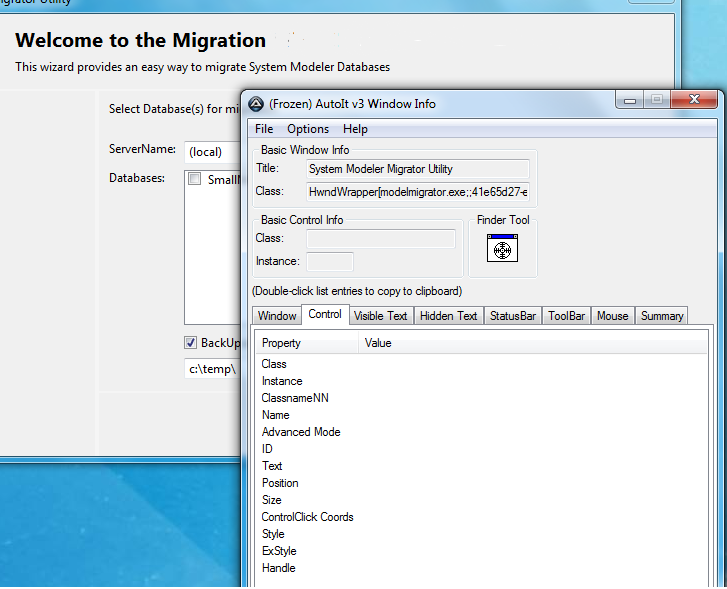 Welcome to the Migration
This wizard provides an easy way to migrate System Modeler Databases
Select Database(s) for
ServerName: (local)
Databases:
BackUp
c:\temp\
(Frozen) AutoIt v3 Window Info
File Options Help
Basic Window Info
Title: System Modeler Migrator Utility
Class: HwndWrapper[modelmigrator.exe;;41e65d27-e
Basic Control Info
Finder Tool
Class:
Instance:
(Double-click list entries to copy to clipboard)
Window Control Visible Text Hidden Text StatusBar ToolBar Mouse Summary
Property Value
Class
Instance
ClassnameNN
Name
Advanced Mode
ID
Text
Position
Size
ControlClick Coords
Style
ExStyle
Handle